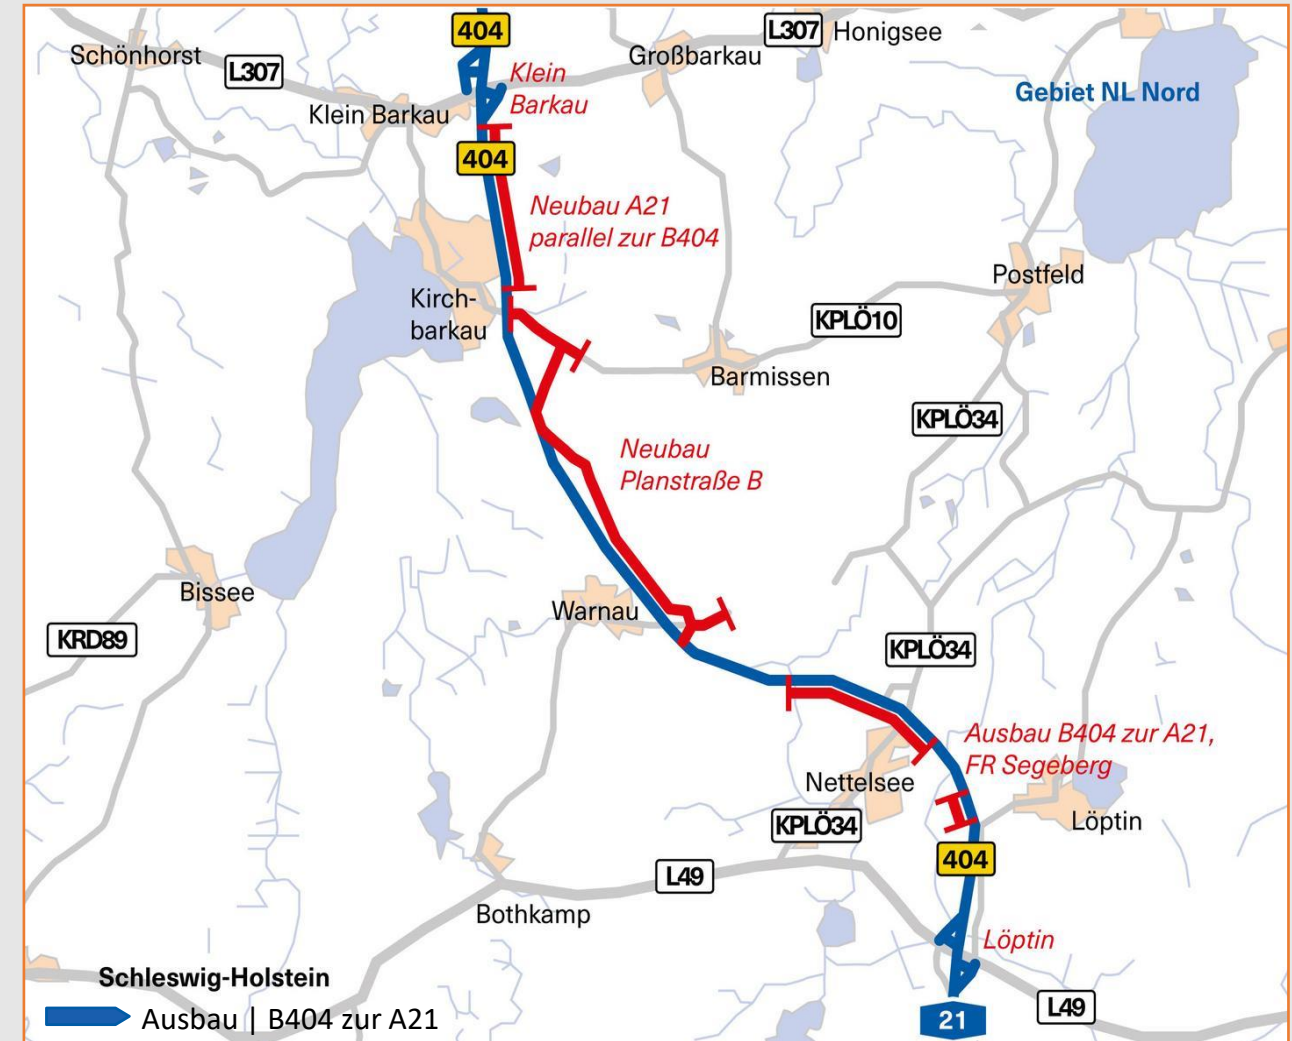 404
L307
Honigsee
Schönhorst
Großbarkau
L307
Klein
Barkau
Gebiet NL Nord
Klein Barkau
404
Neubau A21
parallel zur B404
Postfeld
Kirch-
barkau
KPLÖ10
Barmissen
KPLÖ34
Neubau
Planstraße B
Bissee
Warnau
KRD89
KPLÖ34
Ausbau B404 zur A21,
FR Segeberg
Nettelsee
Löptin
KPLÖ34
404
L49
Bothkamp
Löptin
Schleswig-Holstein
L49
Ausbau | B404 zur A21
21